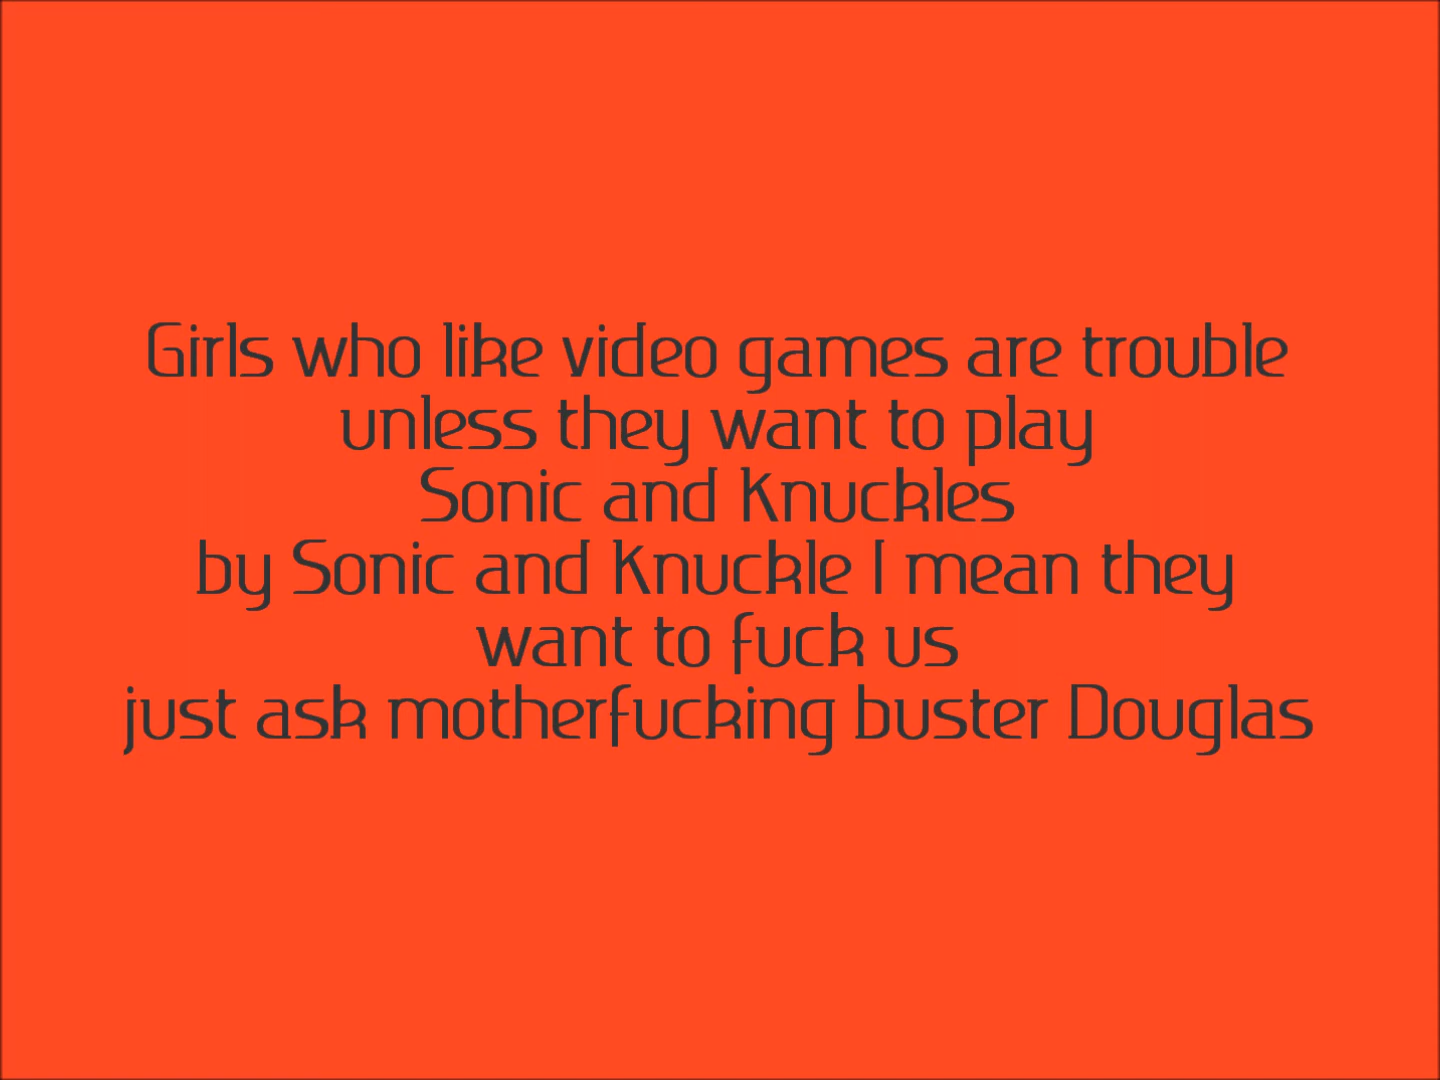 Girls who like video games are trouble
unless they want to play
Sonic and Knuckles
by Sonic and Knuckle I mean they
want to fuck us
just ask motherfucking buster Douglas